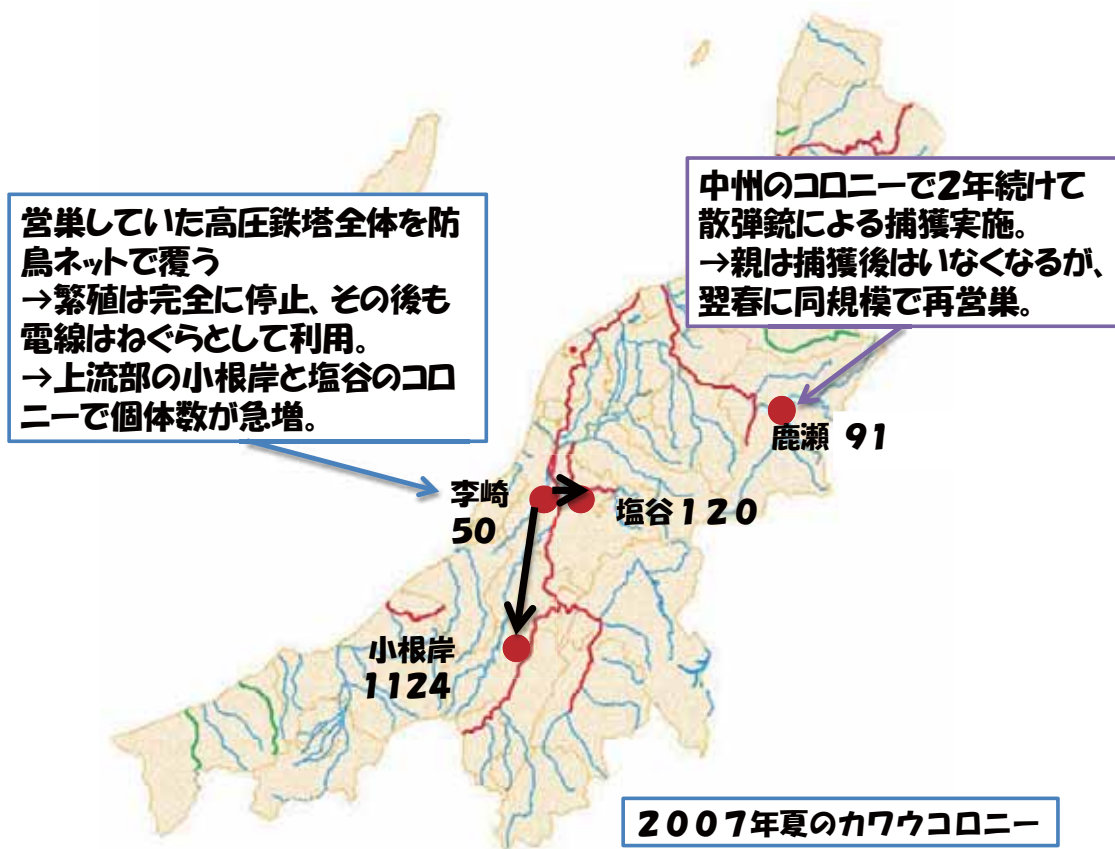 営巣していた高圧鉄塔全体を防
鳥ネットで覆う
→繁殖は完全に停止、その後も
電線はねぐらとして利用。
→上流部の小根岸と塩谷のコロ
ニーで個体数が急増。
中州のコロニーで2年続けて
散弾銃による捕獲実施。
→親は捕獲後はいなくなるが、
翌春に同規模で再営巣。
鹿瀬 91
李崎
50
塩谷120
小根岸
1124
2007年夏のカワウコロニー